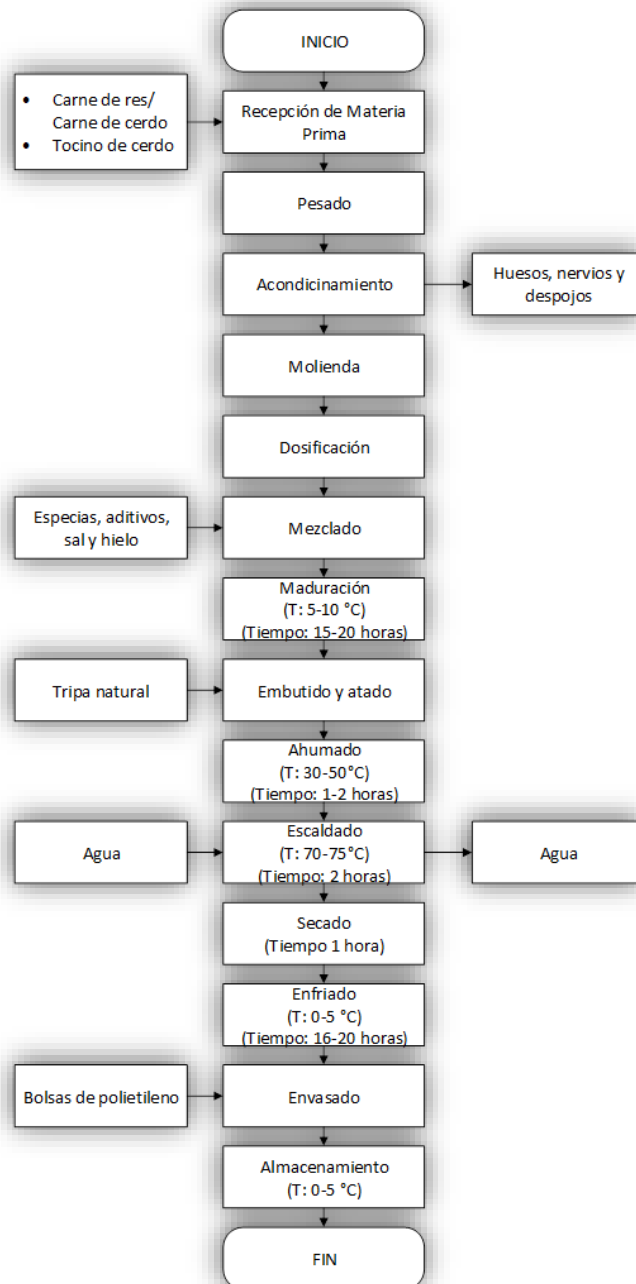 INICIO
• Carne de res/
Carne de cerdo
• Tocino de cerdo
Recepción de Materia
Prima
Pesado
Acondicinamiento
Huesos, nervios y
despojos
Molienda
Dosificación
Especias, aditivos,
sal y hielo
Mezclado
Maduración
(T: 5-10 °C)
(Tiempo: 15-20 horas)
Tripa natural
Embutido y atado
Ahumado
(T: 30-50°C)
(Tiempo: 1-2 horas)
Agua
Escaldado
(T: 70-75°C)
(Tiempo: 2 horas)
Agua
Secado
(Tiempo 1 hora)
Enfriado
(T: 0-5 °C)
(Tiempo: 16-20 horas)
Bolsas de polietileno
Envasado
Almacenamiento
(T: 0-5 °C)
FIN